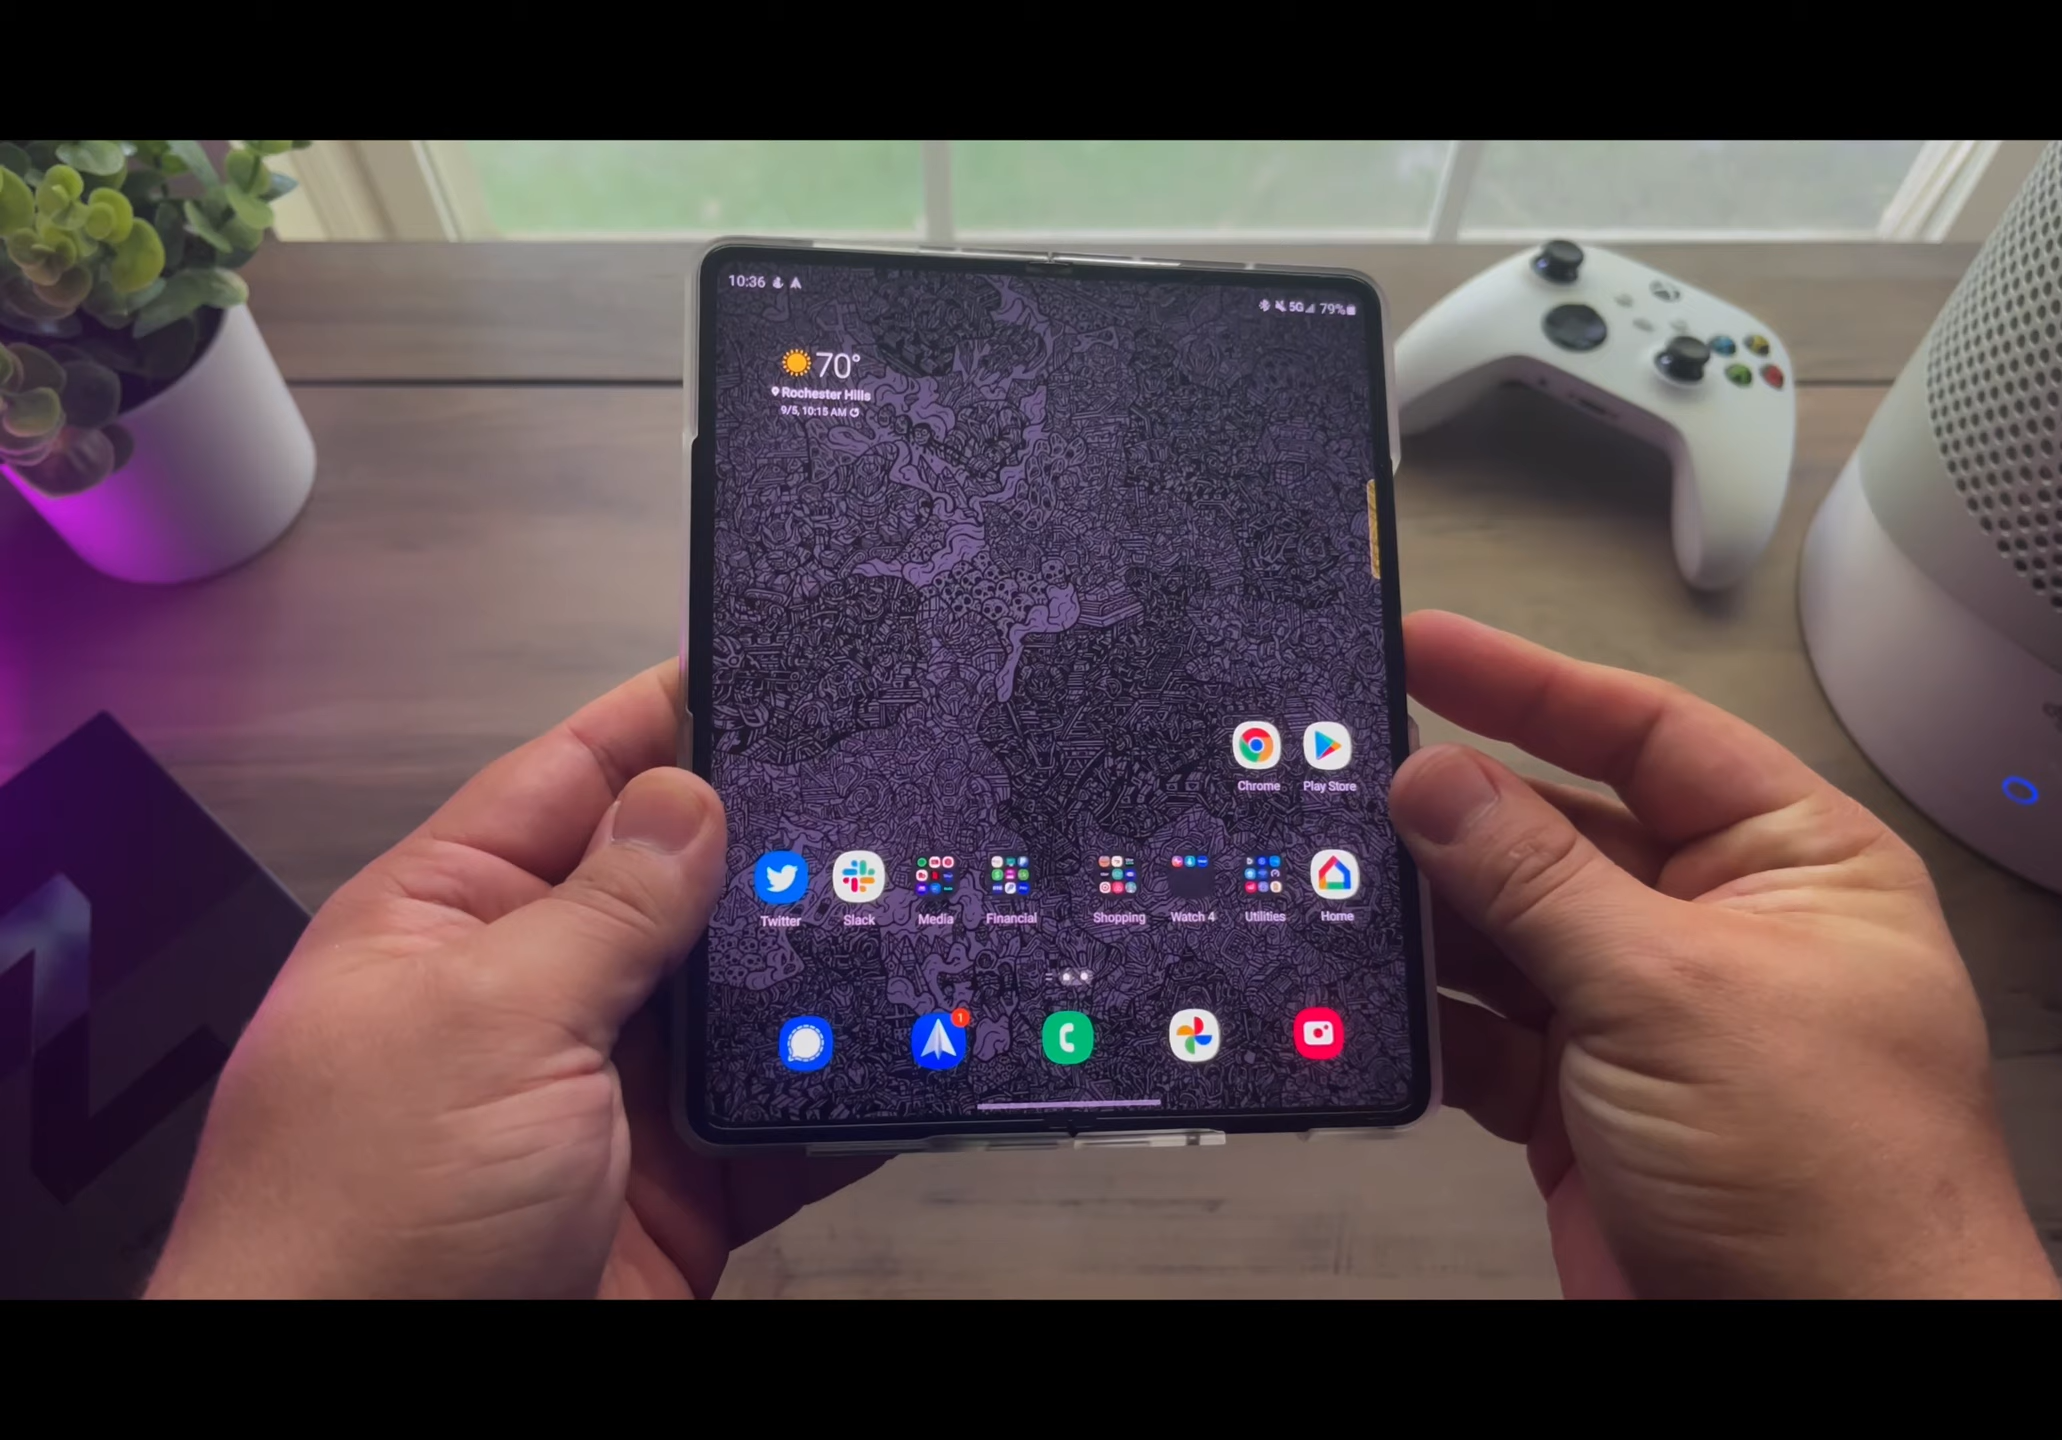 10:36
5G 79%
70°
Rochester Hills
9/5, 10:15 AM
Chrome
Play Store
Twitter
Slack
Media
Financial
Shopping
Watch 4
Utilities
Home
1